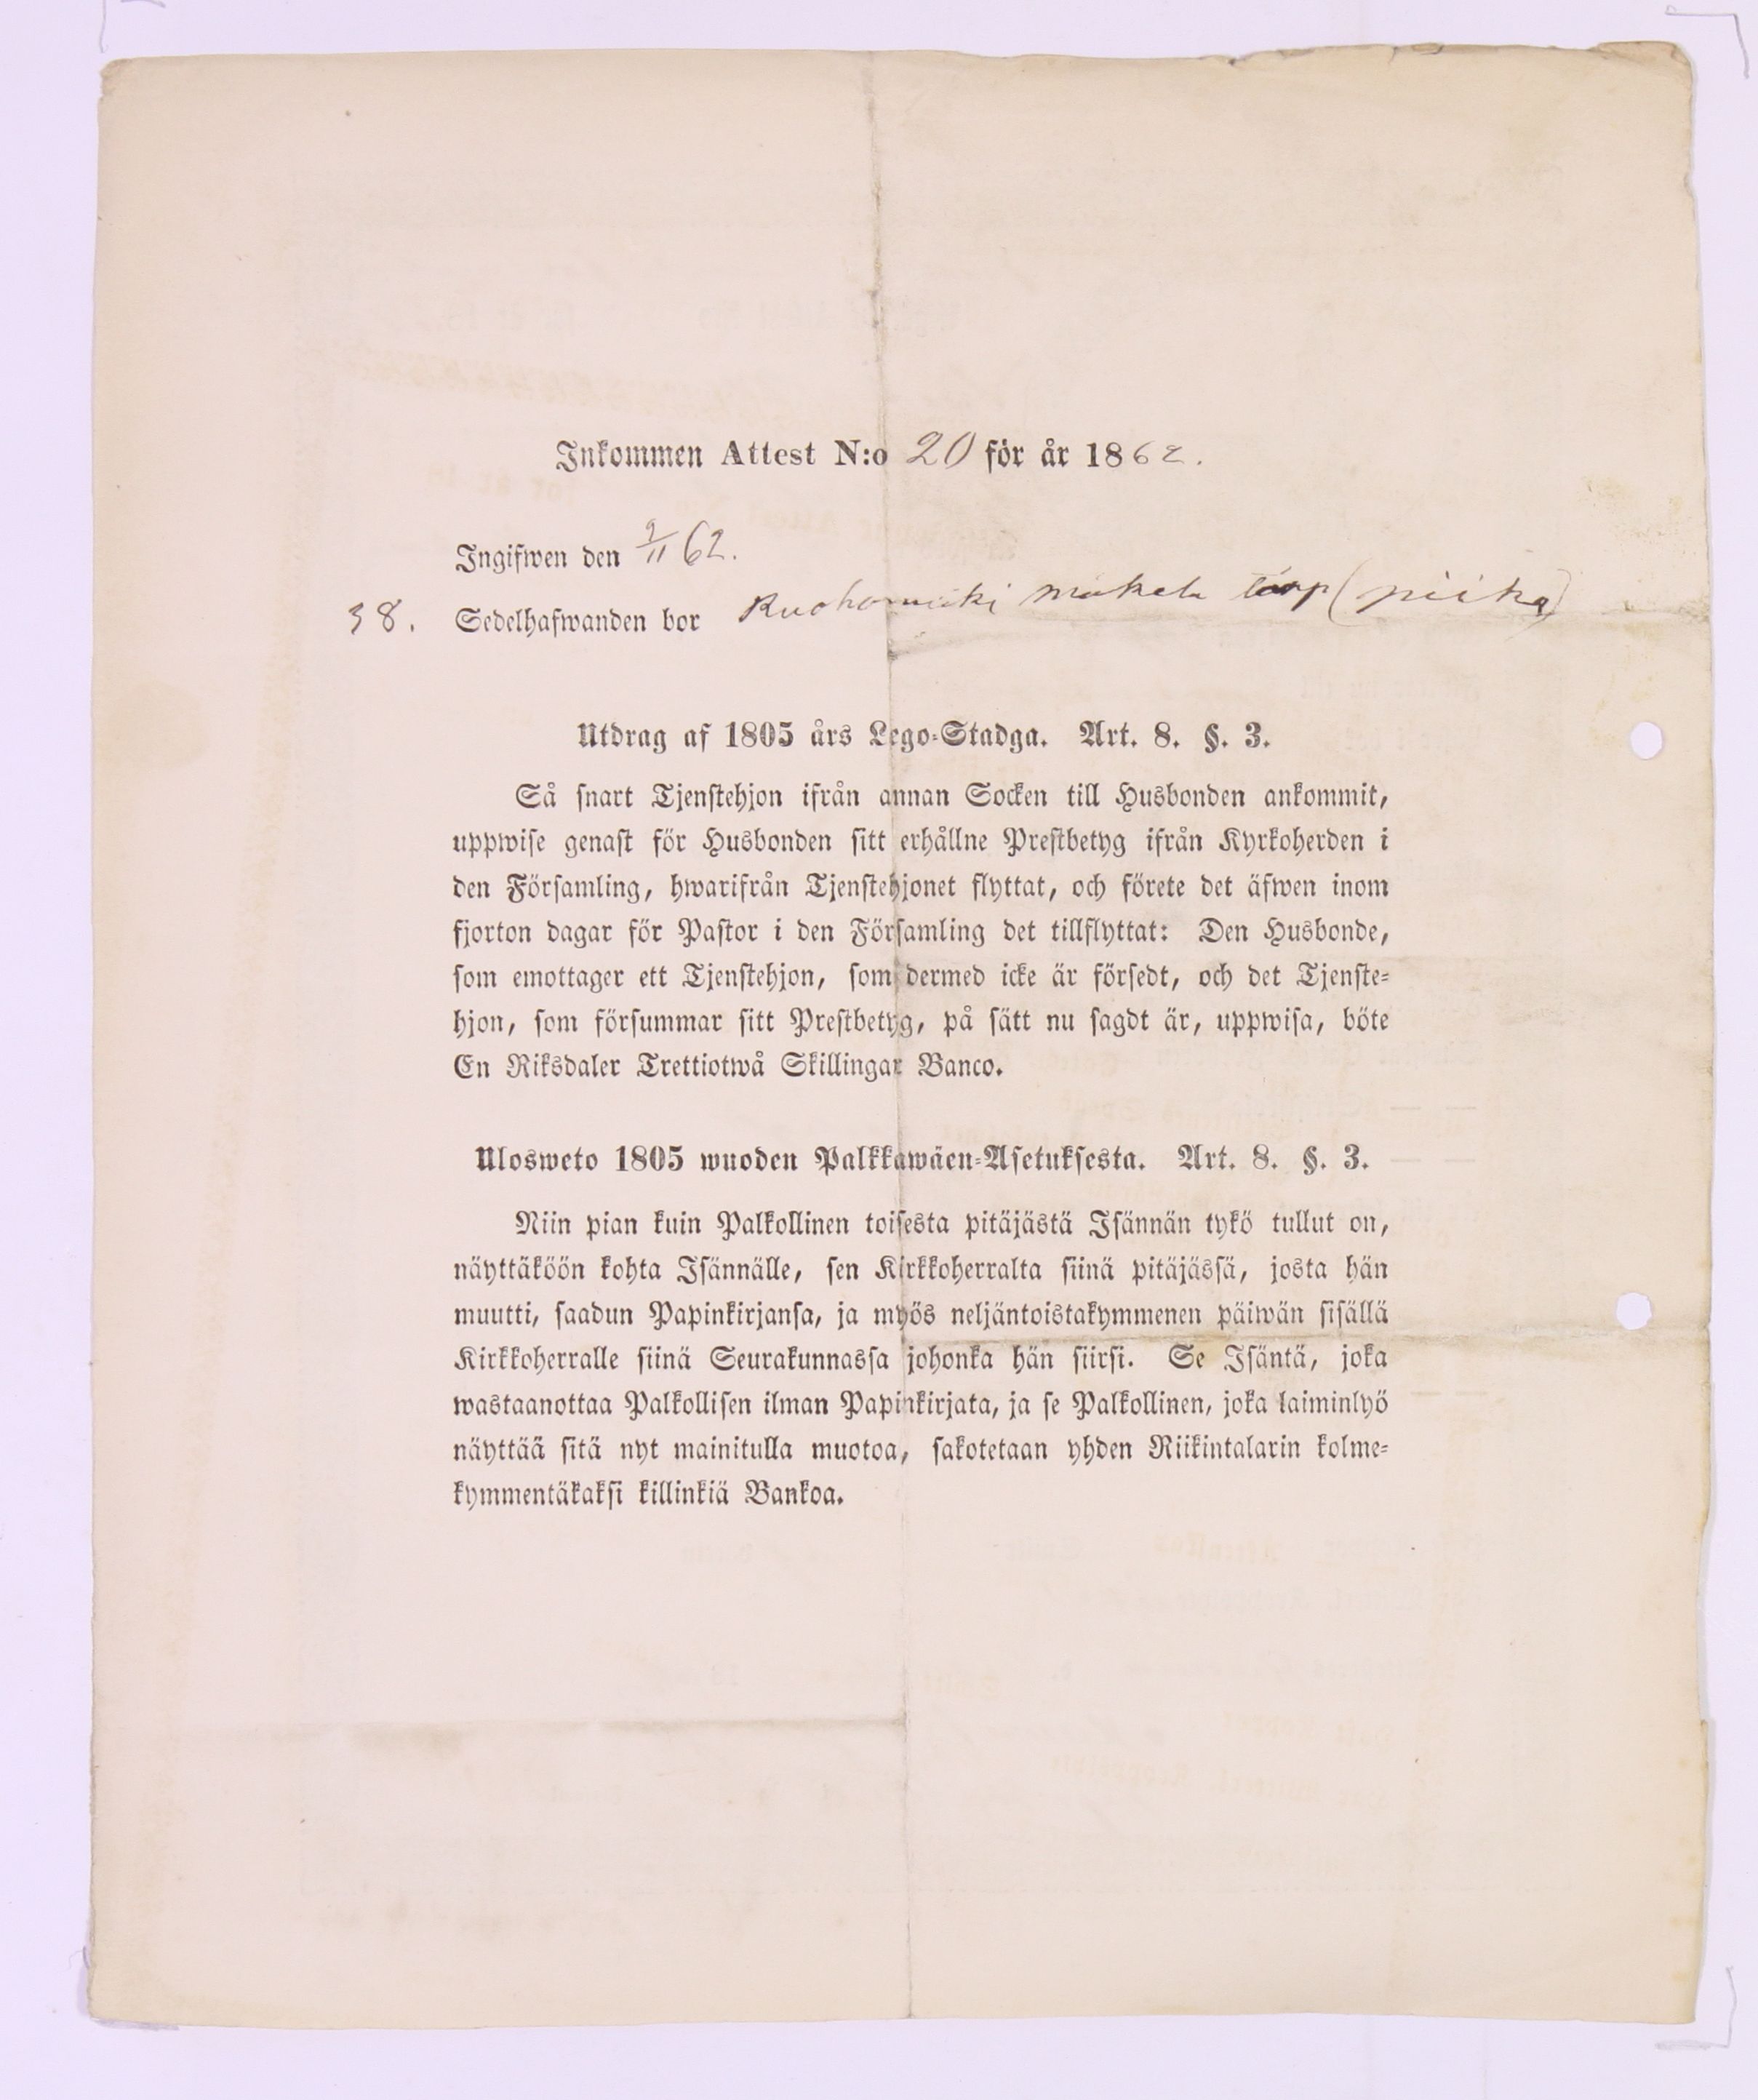 Inkommen Attest N:o 20 för år 1862.
Ingifwen den 9/11 62.
38. Sedelhafwanden bor Ruohomäki Mäkelä torp (piika)
Utdrag af 1805 års Lego-Stadga. Art. 8. §. 3.
Så snart Tjenstehjon ifrån annan Socken till Husbonden ankommit,
uppwise genast för Husbonden sitt erhållne Prestbetyg ifrån Kyrkoherden i
den Församling, hwarifrån Tjenstehjonet flyttat, och förete det äfwen inom
fjorton dagar för Pastor i den Församling det tillflyttat: Den Husbonde,
som emottager ett Tjenstehjon, som dermed icke är försedt, och det Tjenste-
hjon, som försummar sitt Prestbetyg, på sätt nu sagdt är, uppwisa, böte
En Riksdaler Trettiotwå Skillingar Banco.
Ulosweto 1805 wuoden Palkkawäen-Asetuksesta. Art. 8. §. 3.
Niin pian kuin Palkollinen toisesta pitäjästä Isännän tykö tullut on,
näyttäköön kohta Isännälle, sen Kirkkoherralta siinä pitäjässä, josta hän
muutti, saadun Papinkirjansa, ja myös neljäntoistakymmenen päiwän sisällä
Kirkkoherralle siinä Seurakunnassa johonka hän siirsi. Se Isäntä, joka
wastaanottaa Palkollisen ilman Papinkirjata, ja se Palkollinen, joka laiminlyö
näyttää sitä nyt mainitulla muotoa, sakotetaan yhden Riikintalarin kolme-
kymmentäkaksi killinkiä Bankoa.